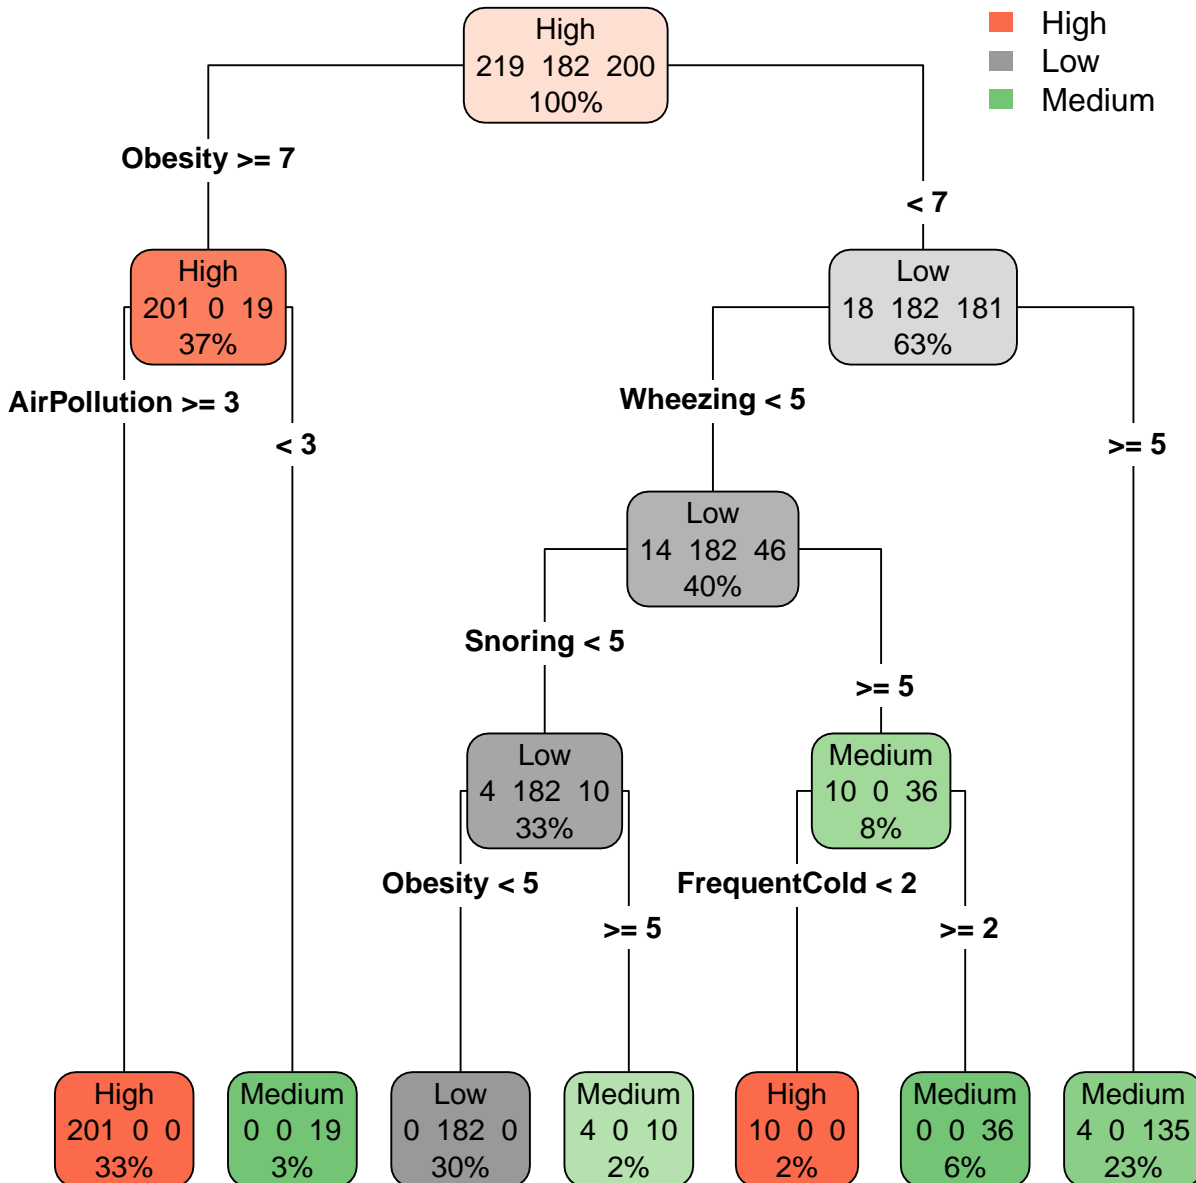 High
219 182 200
100%
High
Low
Medium
Obesity >= 7
< 7
High
201 0 19
37%
Low
18 182 181
63%
AirPollution >= 3
< 3
Wheezing < 5
>= 5
Low
14 182 46
40%
Snoring < 5
>= 5
Low
4 182 10
33%
Medium
10 0 36
8%
Obesity < 5
>= 5
FrequentCold < 2
>= 2
High
201 0 0
33%
Medium
0 0 19
3%
Low
0 182 0
30%
Medium
4 0 10
2%
High
10 0 0
2%
Medium
0 0 36
6%
Medium
4 0 135
23%